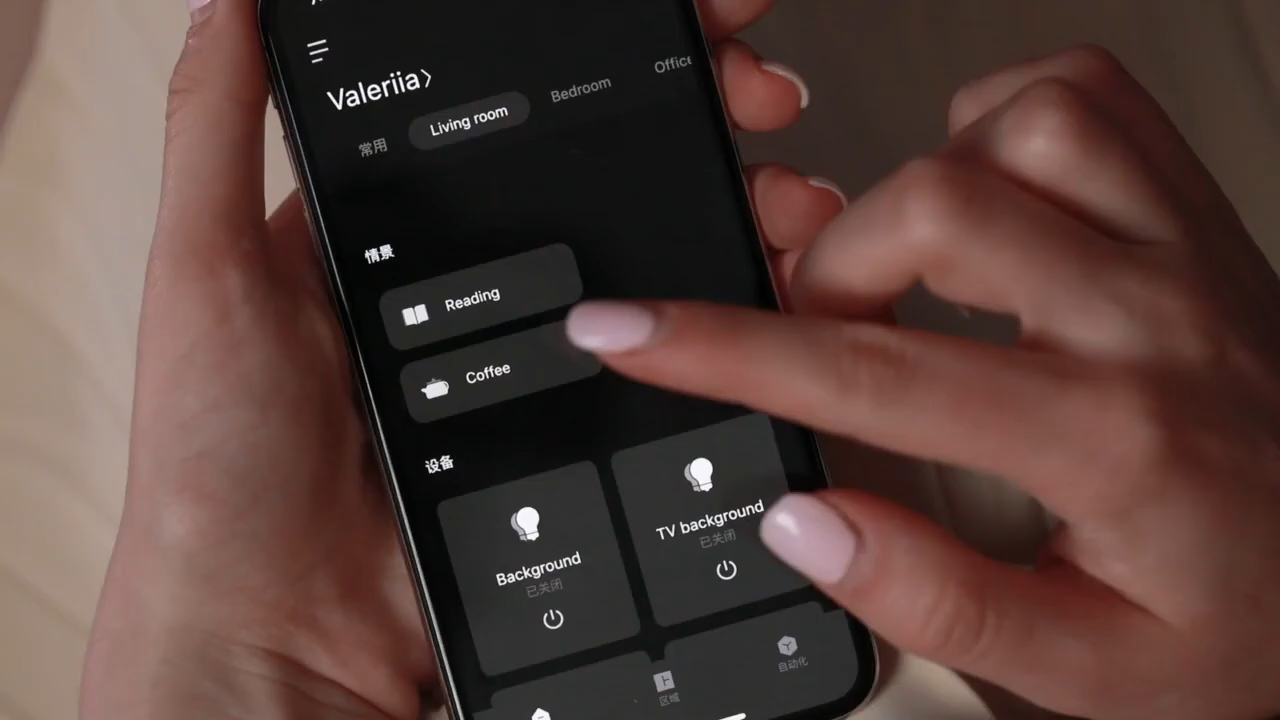 Valeriia
常用 Living room Bedroom Office
情景
Reading
Coffee
设备
Background
已关闭
TV background
已关闭
区域
自动化